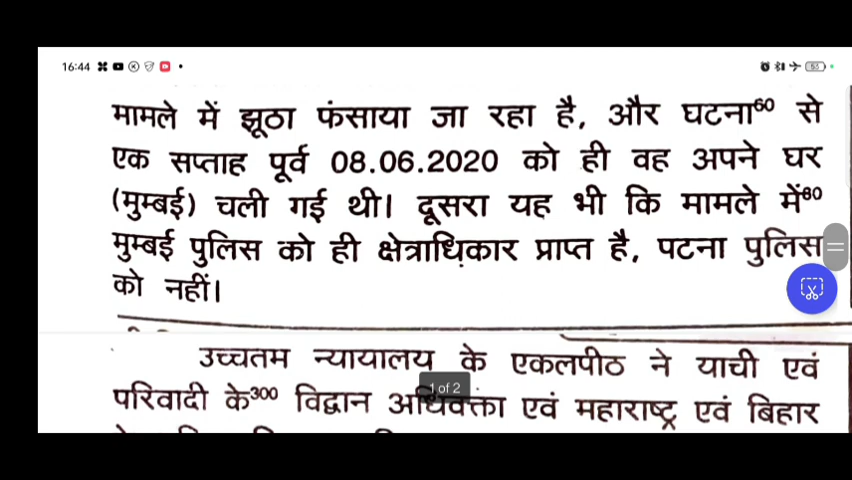 16:44
मामले में झूठा फंसाया जा रहा है, और घटना⁶⁰ से
एक सप्ताह पूर्व 08.06.2020 को ही वह अपने घर
(मुम्बई) चली गई थी। दूसरा यह भी कि मामले में⁸⁰
मुम्बई पुलिस को ही क्षेत्राधिकार प्राप्त है, पटना पुलिस
को नहीं।
उच्चतम न्यायालय के एकलपीठ ने याची एवं
1 of 2
परिवादी के³⁰⁰ विद्वान अधिवक्ता एवं महाराष्ट्र एवं बिहार